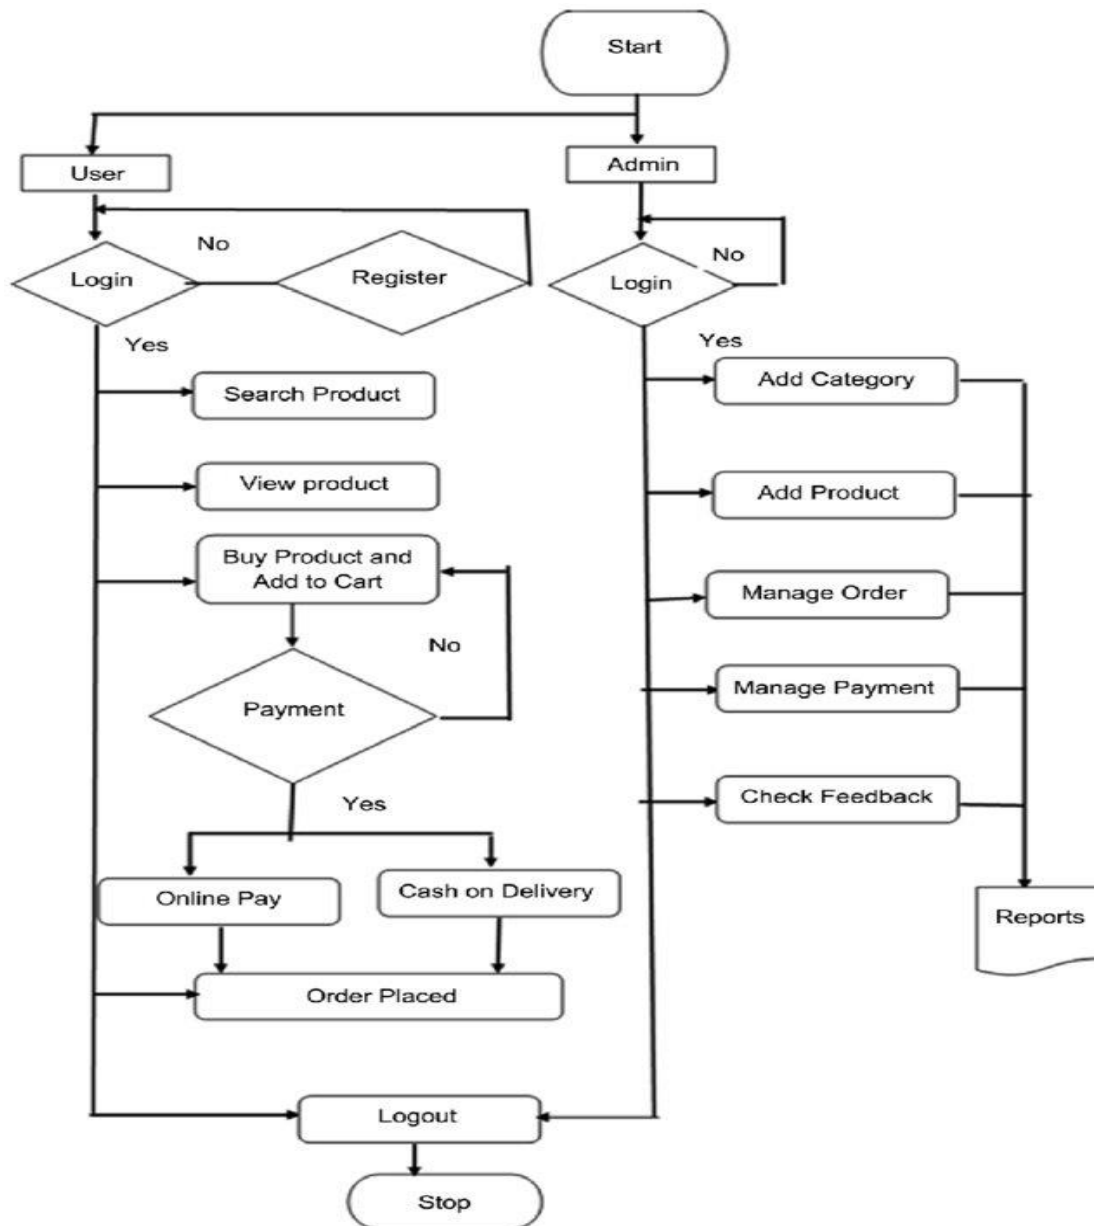 Start
User
Admin
No
Login
Register
No
Login
Yes
Yes
Search Product
Add Category
View product
Add Product
Buy Product and
Add to Cart
Manage Order
No
Payment
Manage Payment
Yes
Check Feedback
Online Pay
Cash on Delivery
Reports
Order Placed
Logout
Stop